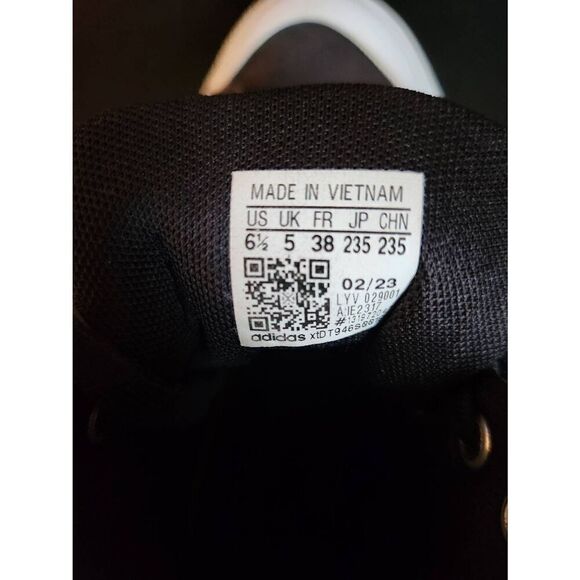 MADE IN VIETNAM
US UK FR JP CHN
6½ 5 38 235 235
02/23
LYV 029001
A:IE2317
adidas